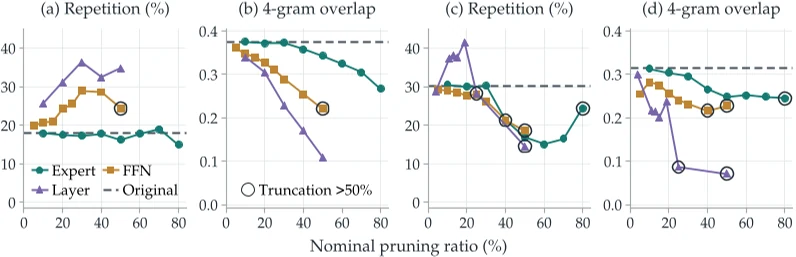 (a) Repetition (%)
(b) 4-gram overlap
(c) Repetition (%)
(d) 4-gram overlap
40
30
20
10
0
0 20 40 60 80
Expert
FFN
Layer
Original
0.4
0.3
0.2
0.1
0.0
0 20 40 60 80
Truncation >50%
40
30
20
10
0
0 20 40 60 80
0.4
0.3
0.2
0.1
0.0
0 20 40 60 80
Nominal pruning ratio (%)